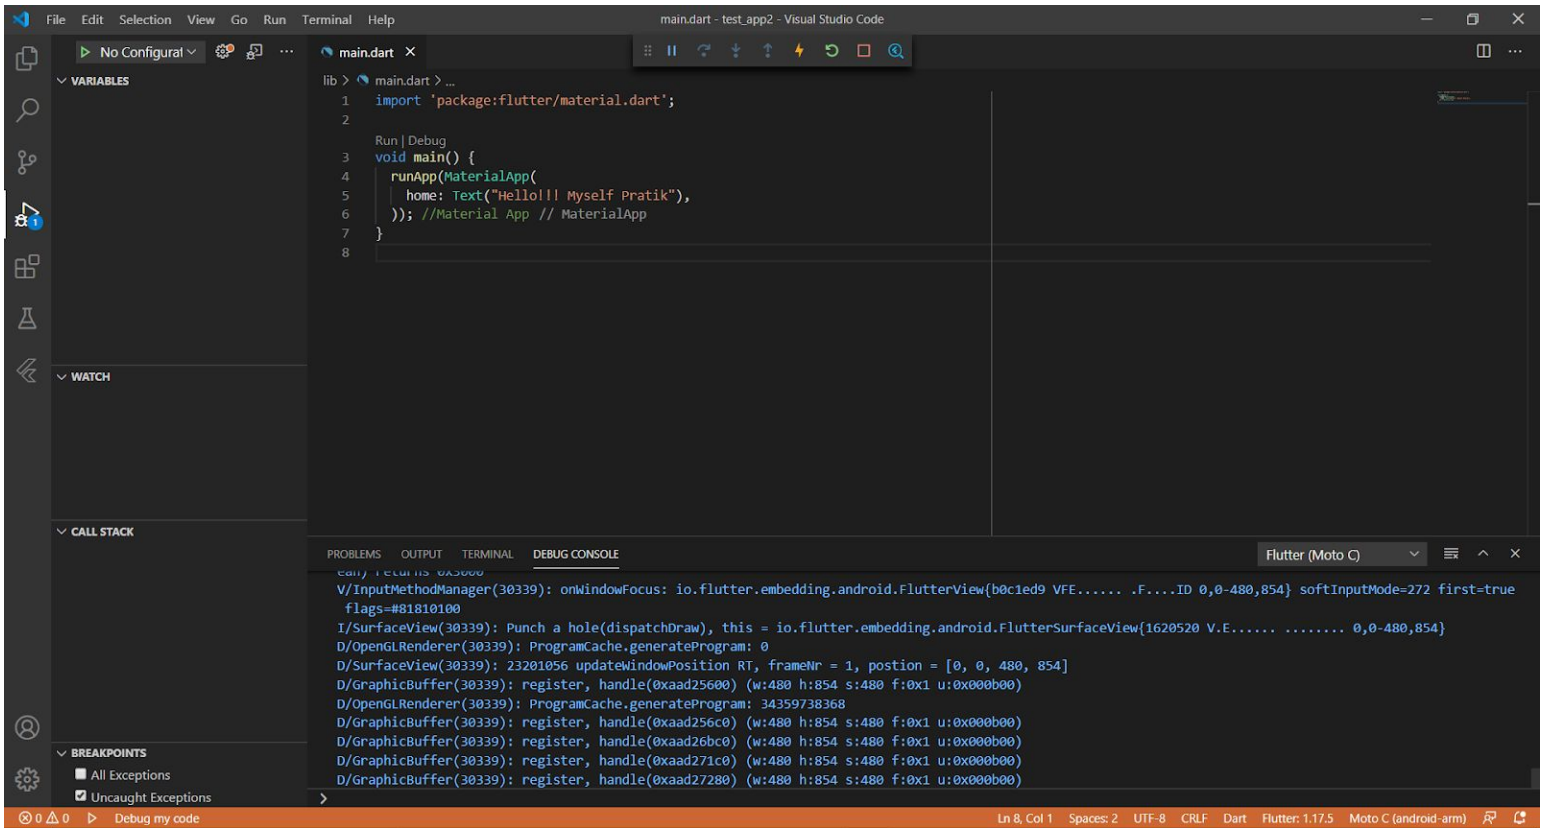 File Edit Selection View Go Run Terminal Help main.dart - test_app2 - Visual Studio Code
No Configurat
main.dart
VARIABLES
lib > main.dart > ...
1 import 'package:flutter/material.dart';
2
Run | Debug
3 void main() {
4 runApp(MaterialApp(
5 home: Text("Hello!!! Myself Pratik"),
6 )); //Material App // MaterialApp
7 }
8
WATCH
CALL STACK
PROBLEMS OUTPUT TERMINAL DEBUG CONSOLE Flutter (Moto C)
ean) returns 0x3000
V/InputMethodManager(30339): onWindowFocus: io.flutter.embedding.android.FlutterView{b0c1ed9 VFE...... .F....ID 0,0-480,854} softInputMode=272 first=true
flags=#81810100
I/SurfaceView(30339): Punch a hole(dispatchDraw), this = io.flutter.embedding.android.FlutterSurfaceView{1620520 V.E...... ........ 0,0-480,854}
D/OpenGLRenderer(30339): ProgramCache.generateProgram: 0
D/SurfaceView(30339): 23201056 updateWindowPosition RT, frameNr = 1, postion = [0, 0, 480, 854]
D/GraphicBuffer(30339): register, handle(0xaad25600) (w:480 h:854 s:480 f:0x1 u:0x000b00)
D/OpenGLRenderer(30339): ProgramCache.generateProgram: 34359738368
D/GraphicBuffer(30339): register, handle(0xaad256c0) (w:480 h:854 s:480 f:0x1 u:0x000b00)
D/GraphicBuffer(30339): register, handle(0xaad26bc0) (w:480 h:854 s:480 f:0x1 u:0x000b00)
D/GraphicBuffer(30339): register, handle(0xaad271c0) (w:480 h:854 s:480 f:0x1 u:0x000b00)
D/GraphicBuffer(30339): register, handle(0xaad27280) (w:480 h:854 s:480 f:0x1 u:0x000b00)
BREAKPOINTS
All Exceptions
Uncaught Exceptions
1
0 0 Debug my code Ln 8, Col 1 Spaces: 2 UTF-8 CRLF Dart Flutter: 1.17.5 Moto C (android-arm)